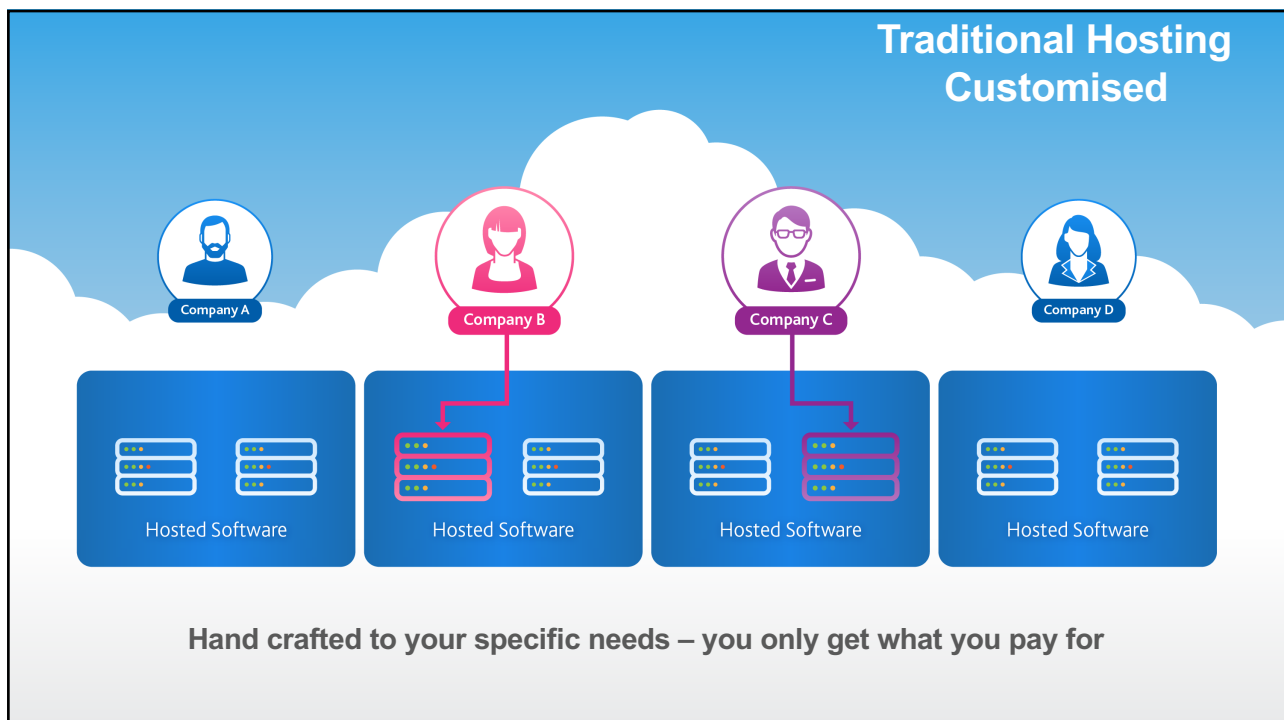 Traditional Hosting
Customised
Company A
Company B
Company C
Company D
Hosted Software
Hosted Software
Hosted Software
Hosted Software
Hand crafted to your specific needs – you only get what you pay for